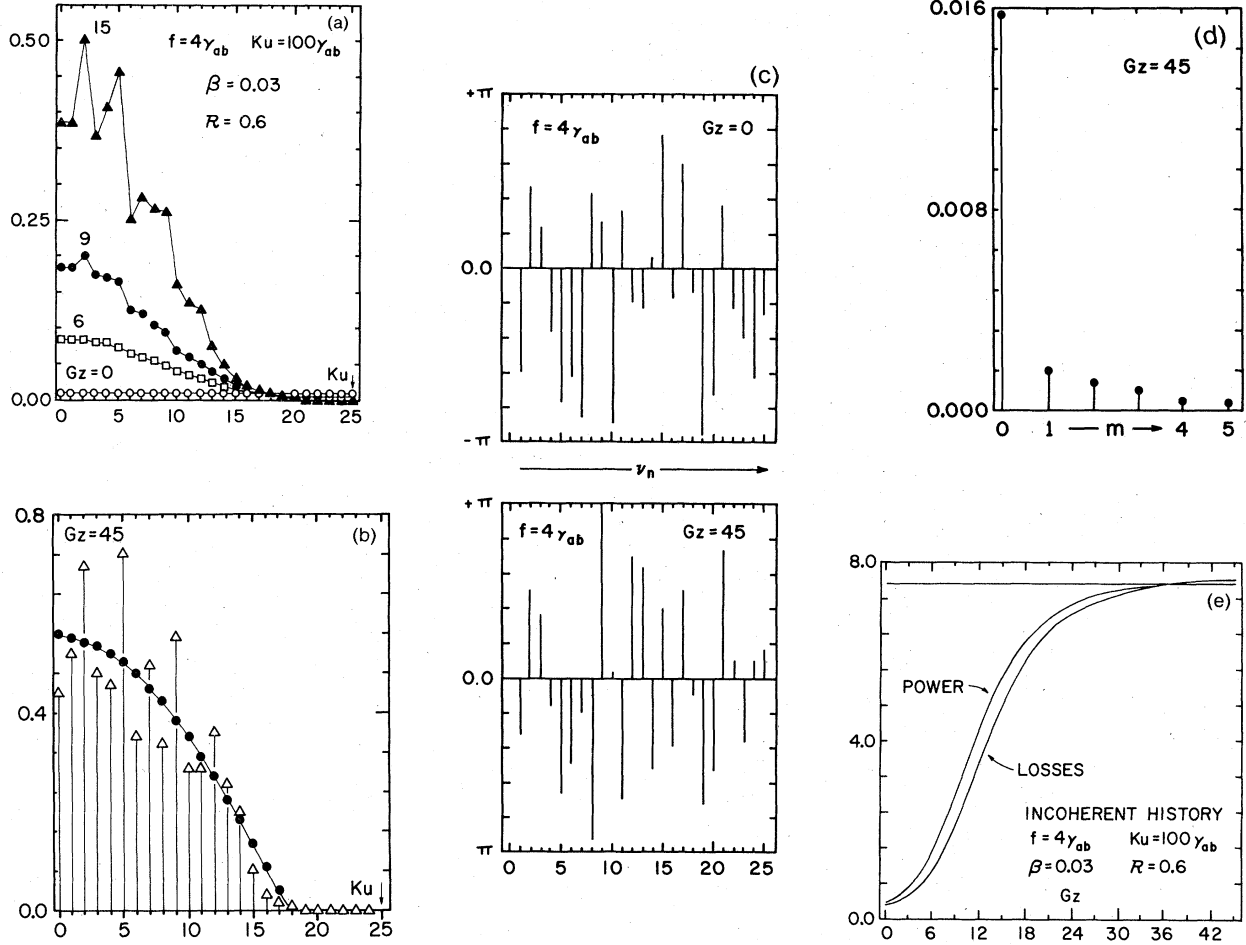 (a)
15
f=4γab Ku=100γab
β=0.03
R=0.6
9
6
Gz=0
Ku
0.50
0.25
0.00
0 5 10 15 20 25
(b)
Gz=45
Ku
0.8
0.4
0.0
0 5 10 15 20 25
(c)
+π
f=4γab Gz=0
0.0
-π
νn
+π
f=4γab Gz=45
0.0
π
0 5 10 15 20 25
(d)
Gz=45
0.016
0.008
0.000
0 1 m 4 5
(e)
8.0
4.0
0.0
POWER
LOSSES
INCOHERENT HISTORY
f=4γab Ku=100γab
β=0.03 R=0.6
Gz
0 6 12 18 24 30 36 42